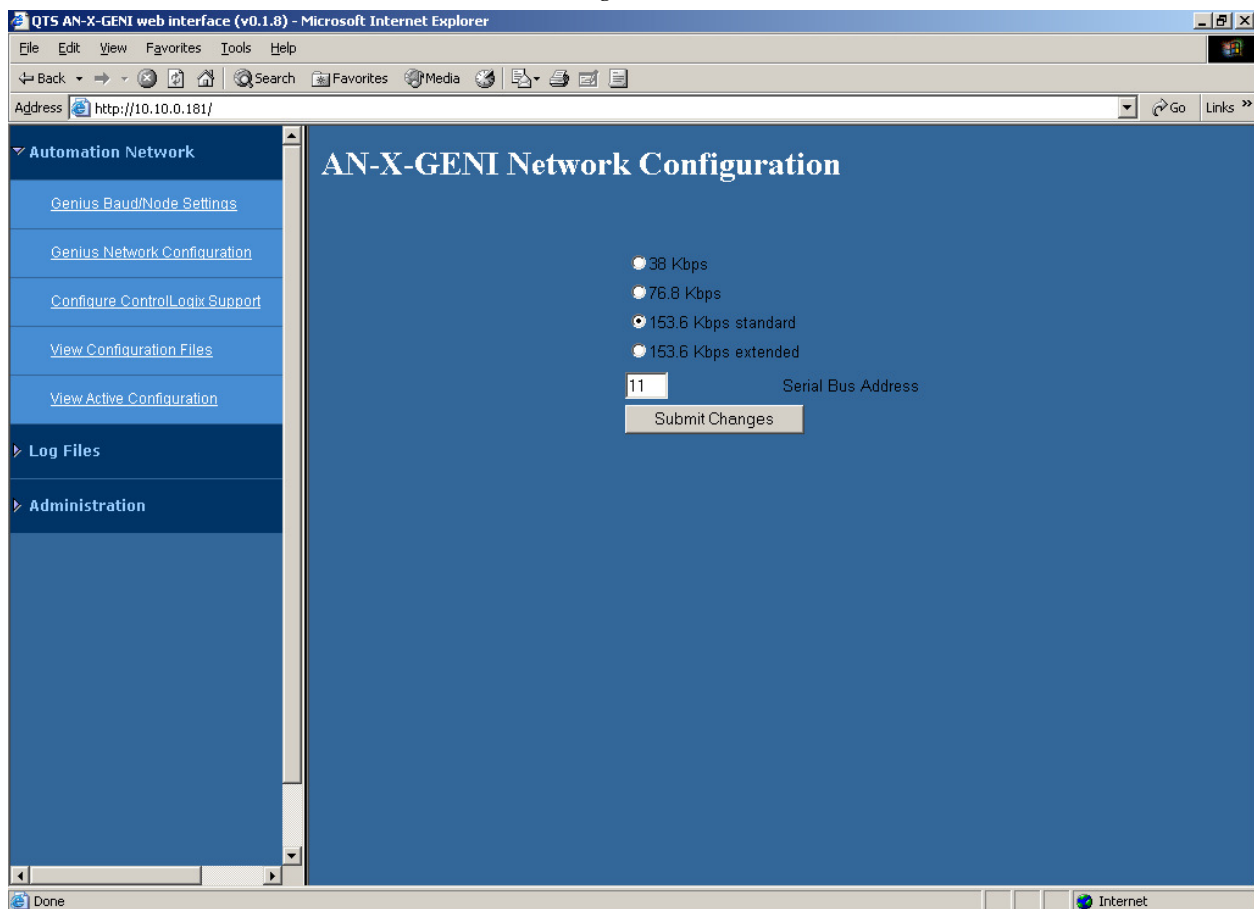 QTS AN-X-GENI web interface (v0.1.8) - Microsoft Internet Explorer
File Edit View Favorites Tools Help
Back Search Favorites Media
Address http://10.10.0.181/ Go Links »
Automation Network
Genius Baud/Node Settings
Genius Network Configuration
Configure ControlLogix Support
View Configuration Files
View Active Configuration
Log Files
Administration
AN-X-GENI Network Configuration
38 Kbps
76.8 Kbps
153.6 Kbps standard
153.6 Kbps extended
11 Serial Bus Address
Submit Changes
Done Internet